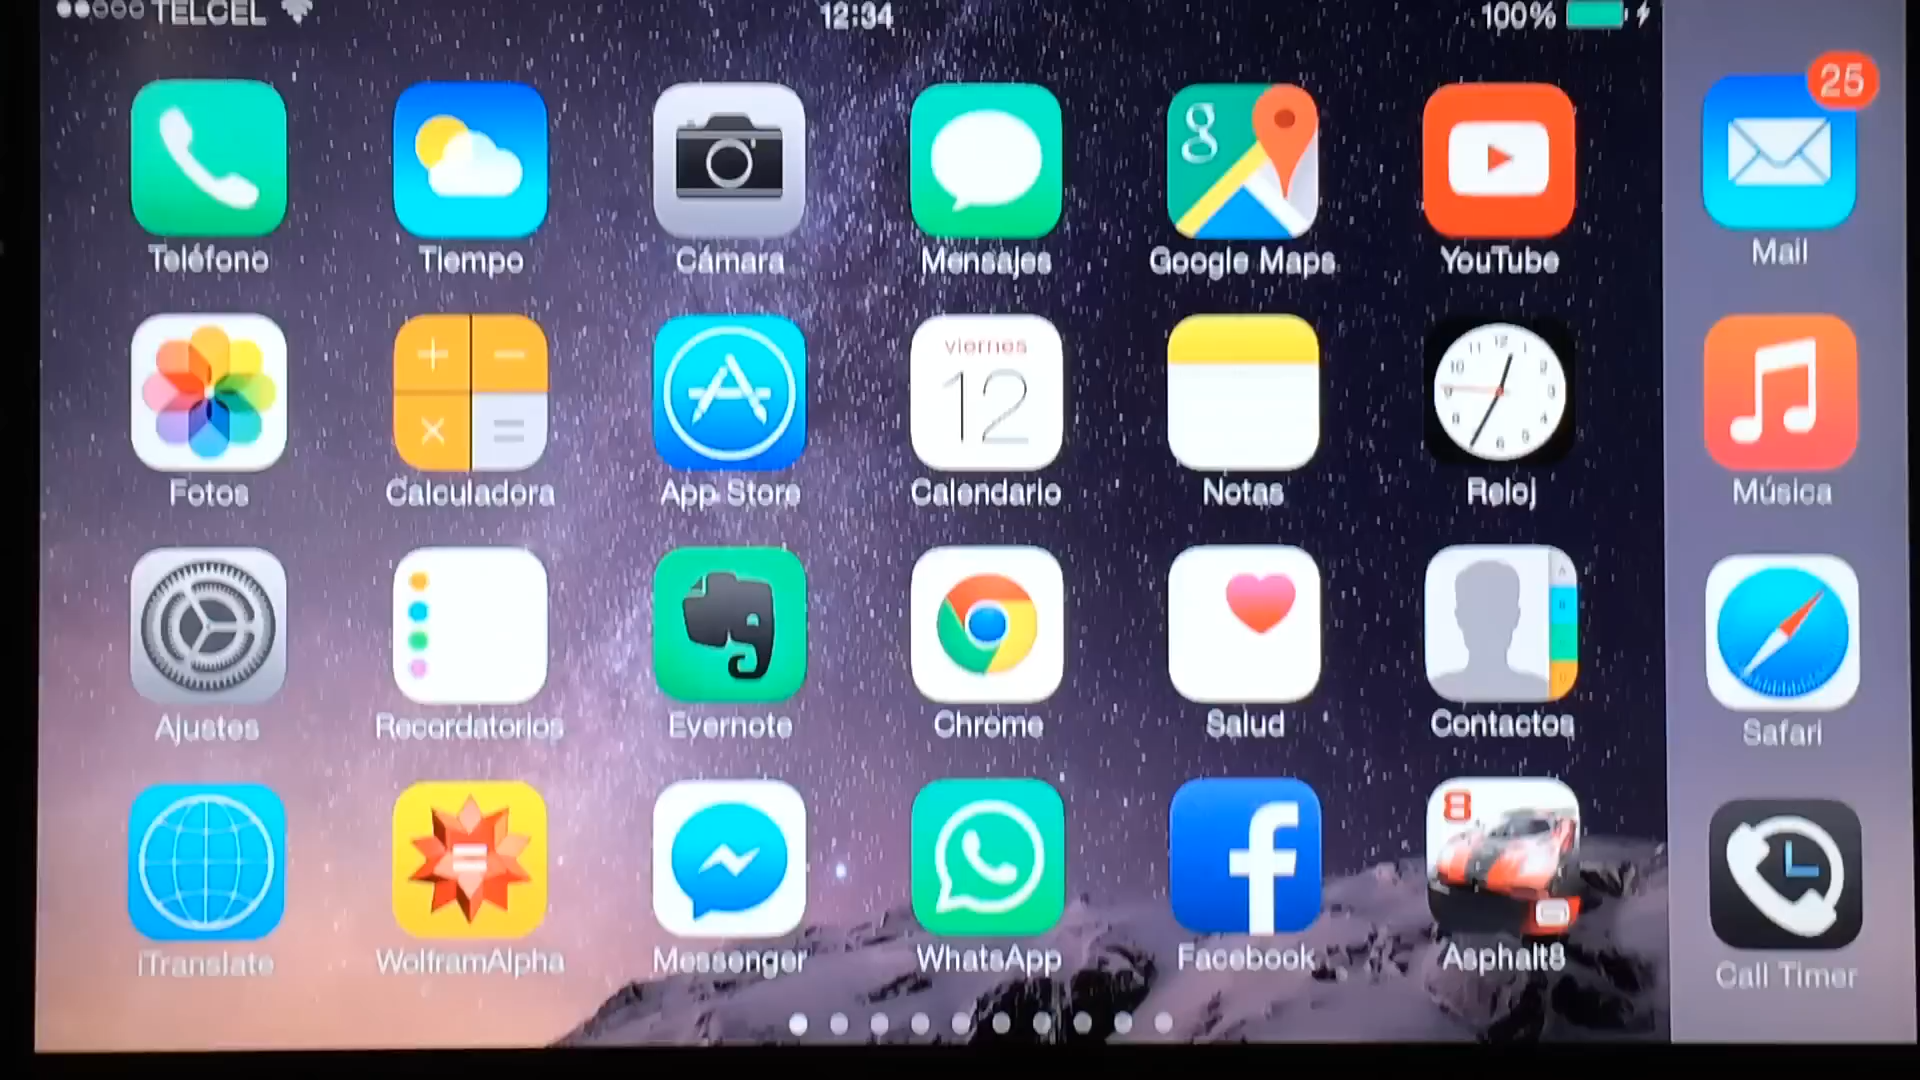 TELCEL 12:34 100%
25
Teléfono Tiempo Cámara Mensajes Google Maps YouTube Mail
viernes
12
Fotos Calculadora App Store Calendario Notas Reloj Música
Ajustes Recordatorios Evernote Chrome Salud Contactos Safari
8
iTranslate WolframAlpha Messenger WhatsApp Facebook Asphalt8 Call Timer